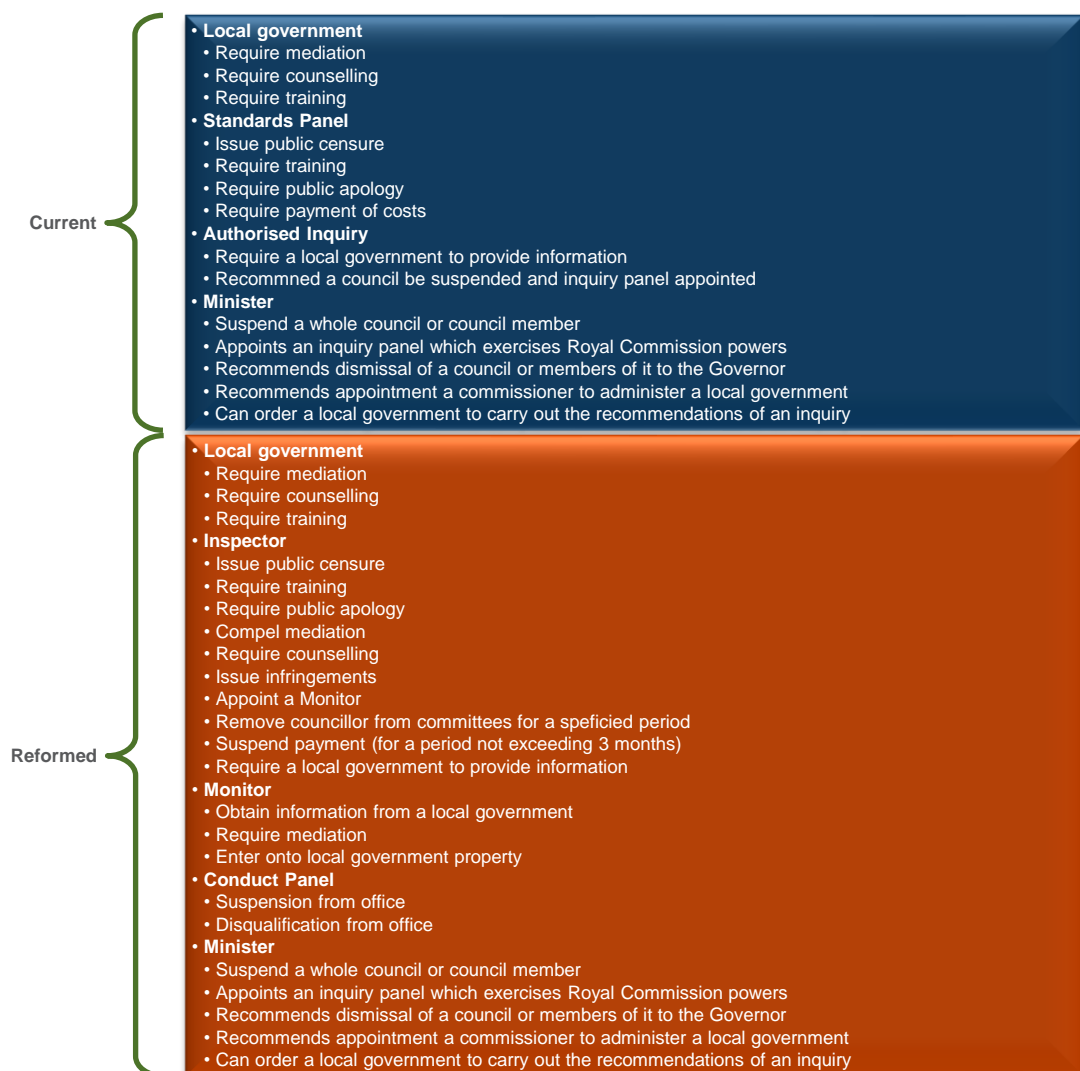 Current
• Local government
• Require mediation
• Require counselling
• Require training
• Standards Panel
• Issue public censure
• Require training
• Require public apology
• Require payment of costs
• Authorised Inquiry
• Require a local government to provide information
• Recommned a council be suspended and inquiry panel appointed
• Minister
• Suspend a whole council or council member
• Appoints an inquiry panel which exercises Royal Commission powers
• Recommends dismissal of a council or members of it to the Governor
• Recommends appointment a commissioner to administer a local government
• Can order a local government to carry out the recommendations of an inquiry
Reformed
• Local government
• Require mediation
• Require counselling
• Require training
• Inspector
• Issue public censure
• Require training
• Require public apology
• Compel mediation
• Require counselling
• Issue infringements
• Appoint a Monitor
• Remove councillor from committees for a speficied period
• Suspend payment (for a period not exceeding 3 months)
• Require a local government to provide information
• Monitor
• Obtain information from a local government
• Require mediation
• Enter onto local government property
• Conduct Panel
• Suspension from office
• Disqualification from office
• Minister
• Suspend a whole council or council member
• Appoints an inquiry panel which exercises Royal Commission powers
• Recommends dismissal of a council or members of it to the Governor
• Recommends appointment a commissioner to administer a local government
• Can order a local government to carry out the recommendations of an inquiry